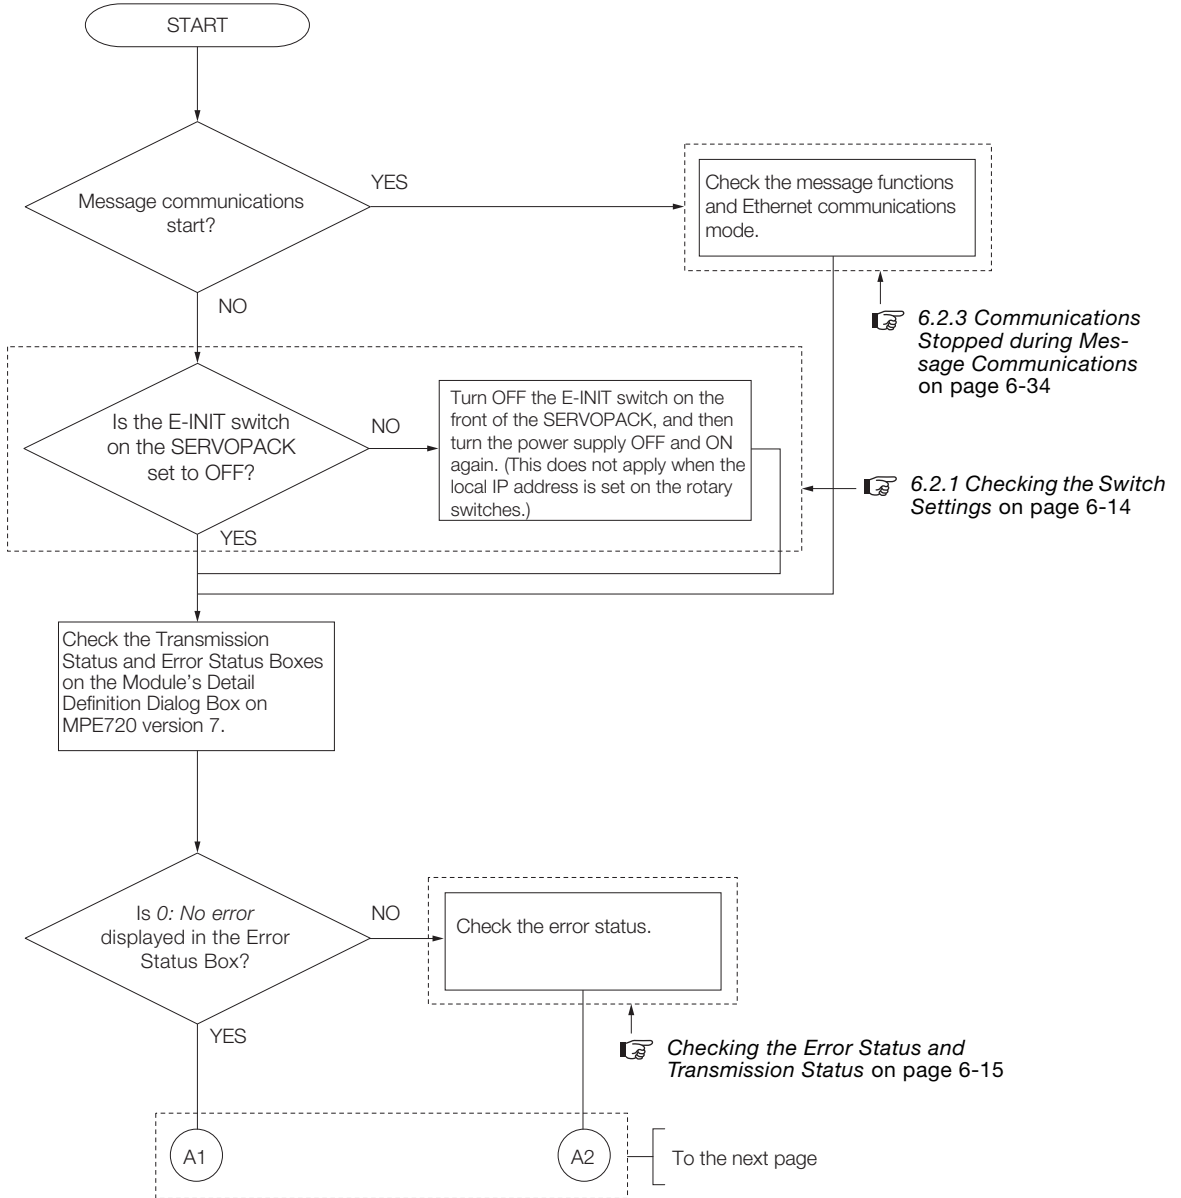 START
Message communications
start?
YES
NO
Check the message functions
and Ethernet communications
mode.
6.2.3 Communications
Stopped during Mes-
sage Communications
on page 6-34
Is the E-INIT switch
on the SERVOPACK
set to OFF?
NO
YES
Turn OFF the E-INIT switch on the
front of the SERVOPACK, and then
turn the power supply OFF and ON
again. (This does not apply when the
local IP address is set on the rotary
switches.)
6.2.1 Checking the Switch
Settings on page 6-14
Check the Transmission
Status and Error Status Boxes
on the Module’s Detail
Definition Dialog Box on
MPE720 version 7.
Is 0: No error
displayed in the Error
Status Box?
NO
YES
Check the error status.
Checking the Error Status and
Transmission Status on page 6-15
A1
A2
To the next page